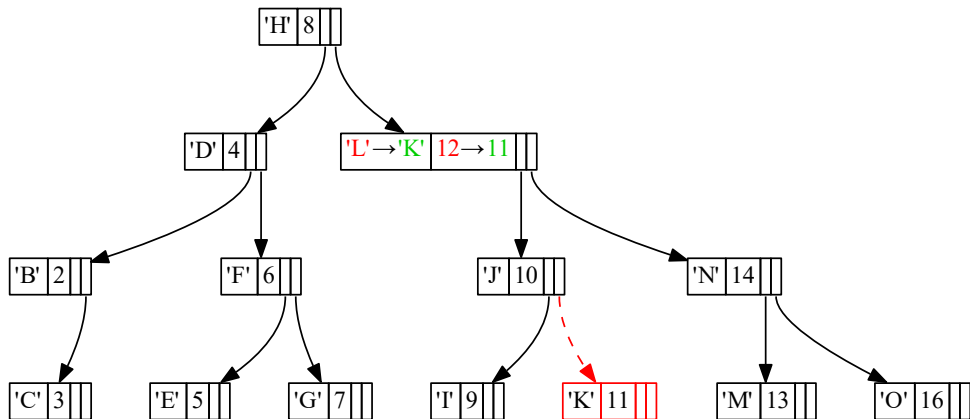 'H' 8
'D' 4
'L'→'K' 12→11
'B' 2
'F' 6
'J' 10
'N' 14
'C' 3
'E' 5
'G' 7
'I' 9
'K' 11
'M' 13
'O' 16